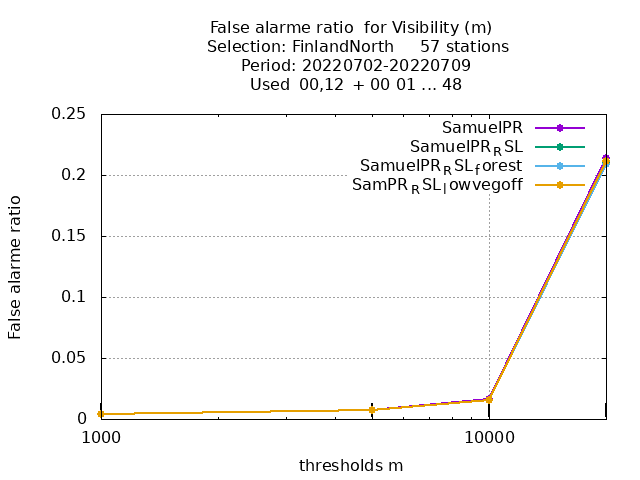 False alarme ratio  for Visibility (m)
Selection: FinlandNorth     57 stations
Period: 20220702-20220709
Used  00,12  + 00 01 ... 48
0.25
SamuelPR
SamuelPR_RSL
SamuelPR_RSL_forest
SamPR_RSL_lowvegoff
0.2
0.15
0.1
0.05
0
False alarme ratio
1000
10000
thresholds m